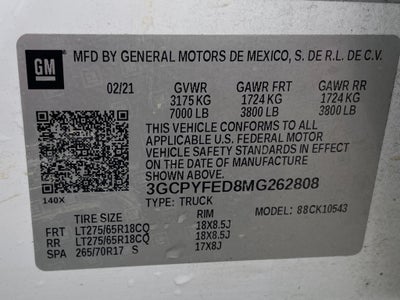 GM
MFD BY GENERAL MOTORS DE MEXICO, S. DE R.L. DE C.V.
02/21 GVWR GAWR FRT GAWR RR
3175 KG 1724 KG 1724 KG
7000 LB 3800 LB 3800 LB
THIS VEHICLE CONFORMS TO ALL
APPLICABLE U.S. FEDERAL MOTOR
VEHICLE SAFETY STANDARDS IN EFFECT
ON THE DATE OF MANUFACTURE SHOWN ABOVE.
3GCPYFED8MG262808
140X TYPE: TRUCK MODEL: 88CK10543
TIRE SIZE RIM
FRT LT275/65R18CQ 18X8.5J
RR LT275/65R18CQ 18X8.5J
SPA 265/70R17 S 17X8J